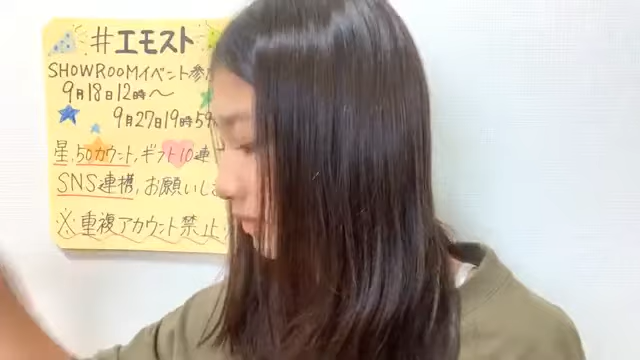 #エモスト
SHOWROOMイベント参
9月18日12時〜
9月27日19時59
星,50カウント,ギフト10連
SNS連携,お願いし
※重複アカウント禁止